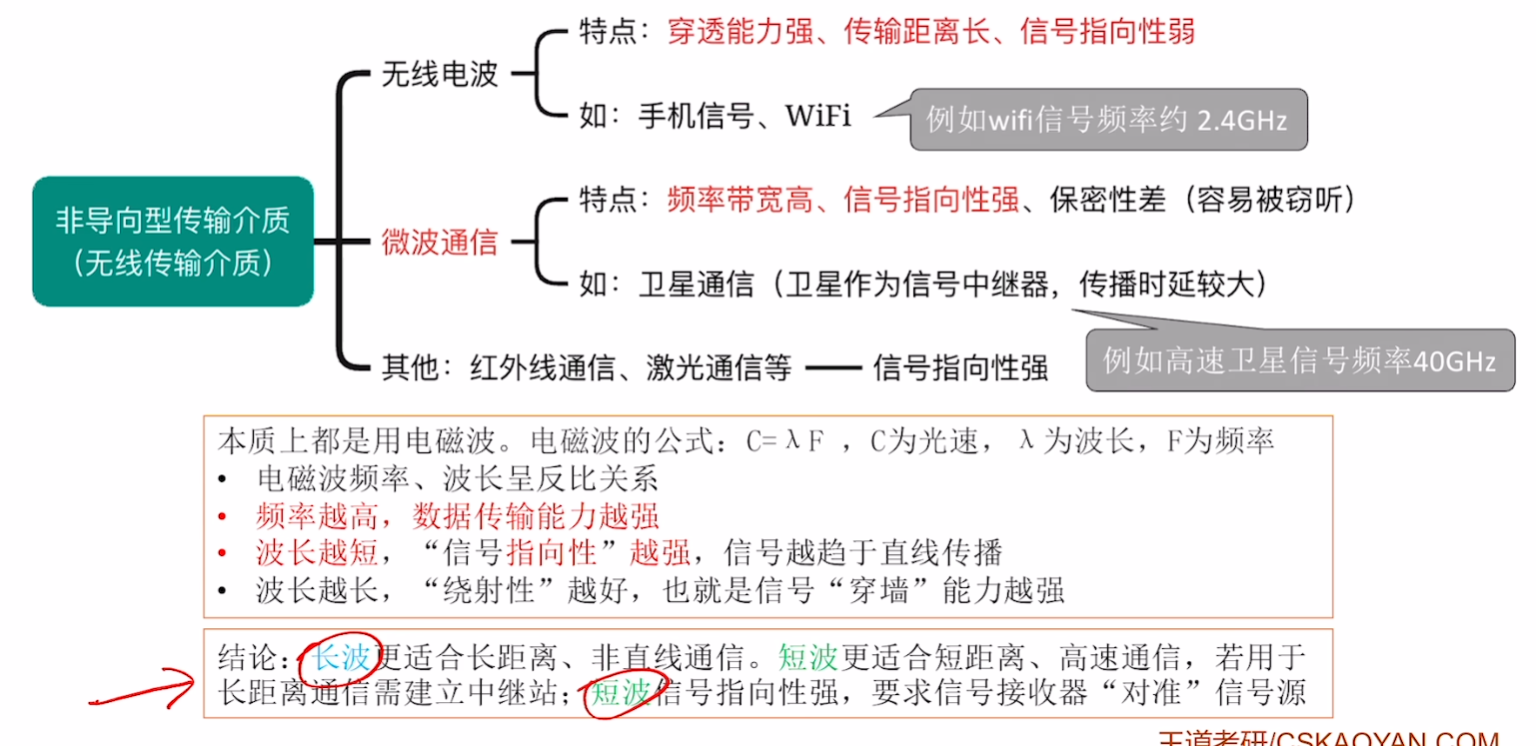 特点：穿透能力强、传输距离长、信号指向性弱
无线电波
如：手机信号、WiFi
例如wifi信号频率约 2.4GHz
非导向型传输介质
（无线传输介质）
特点：频率带宽高、信号指向性强、保密性差（容易被窃听）
微波通信
如：卫星通信（卫星作为信号中继器，传播时延较大）
例如高速卫星信号频率40GHz
其他：红外线通信、激光通信等
信号指向性强
本质上都是用电磁波。电磁波的公式：C=λF ，C为光速，λ为波长，F为频率
• 电磁波频率、波长呈反比关系
• 频率越高，数据传输能力越强
• 波长越短，“信号指向性”越强，信号越趋于直线传播
• 波长越长，“绕射性”越好，也就是信号“穿墙”能力越强
结论：长波更适合长距离、非直线通信。短波更适合短距离、高速通信，若用于
长距离通信需建立中继站；短波信号指向性强，要求信号接收器“对准”信号源
王道考研/CSKAOYAN.COM